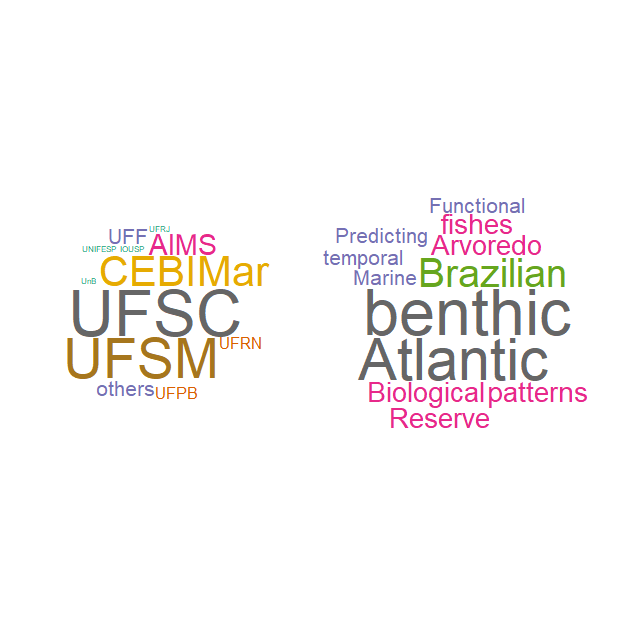 UFRJ
UFF
AIMS
UNIFESP IOUSP
CEBIMar
UnB
UFSC
UFSM
UFRN
others
UFPB
Functional
fishes
Predicting
Arvoredo
temporal
Brazilian
Marine
benthic
Atlantic
Biological patterns
Reserve